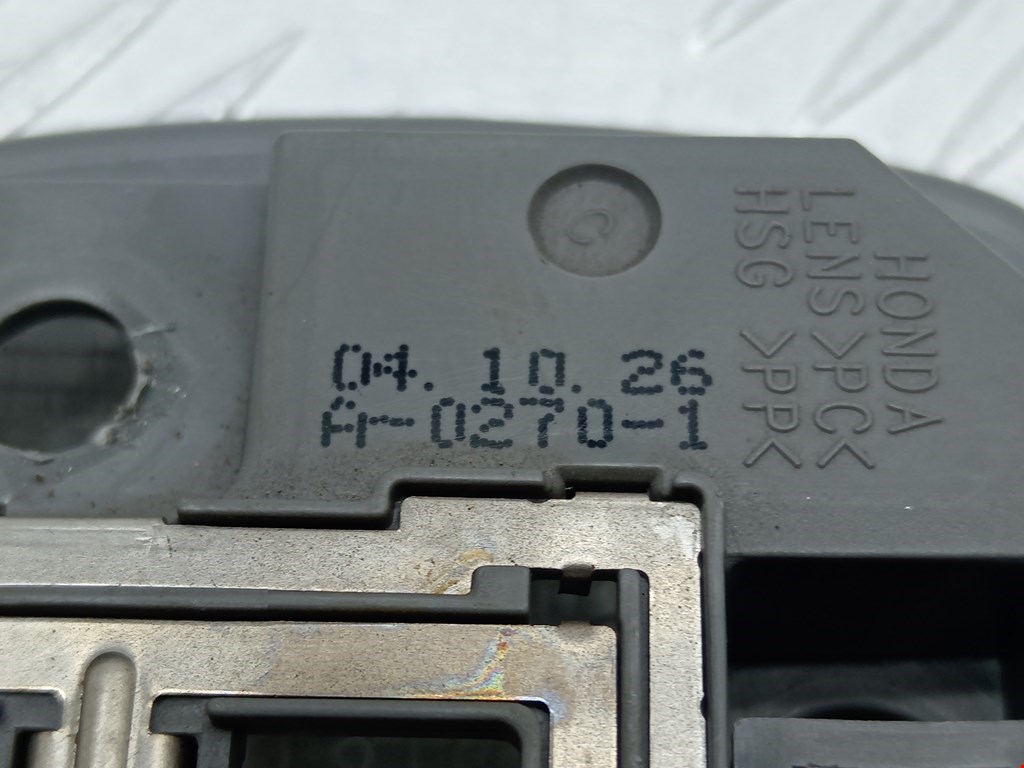 C
04.10.26
A-0270-1
HONDA
LENS >PC<
HSG >PP<